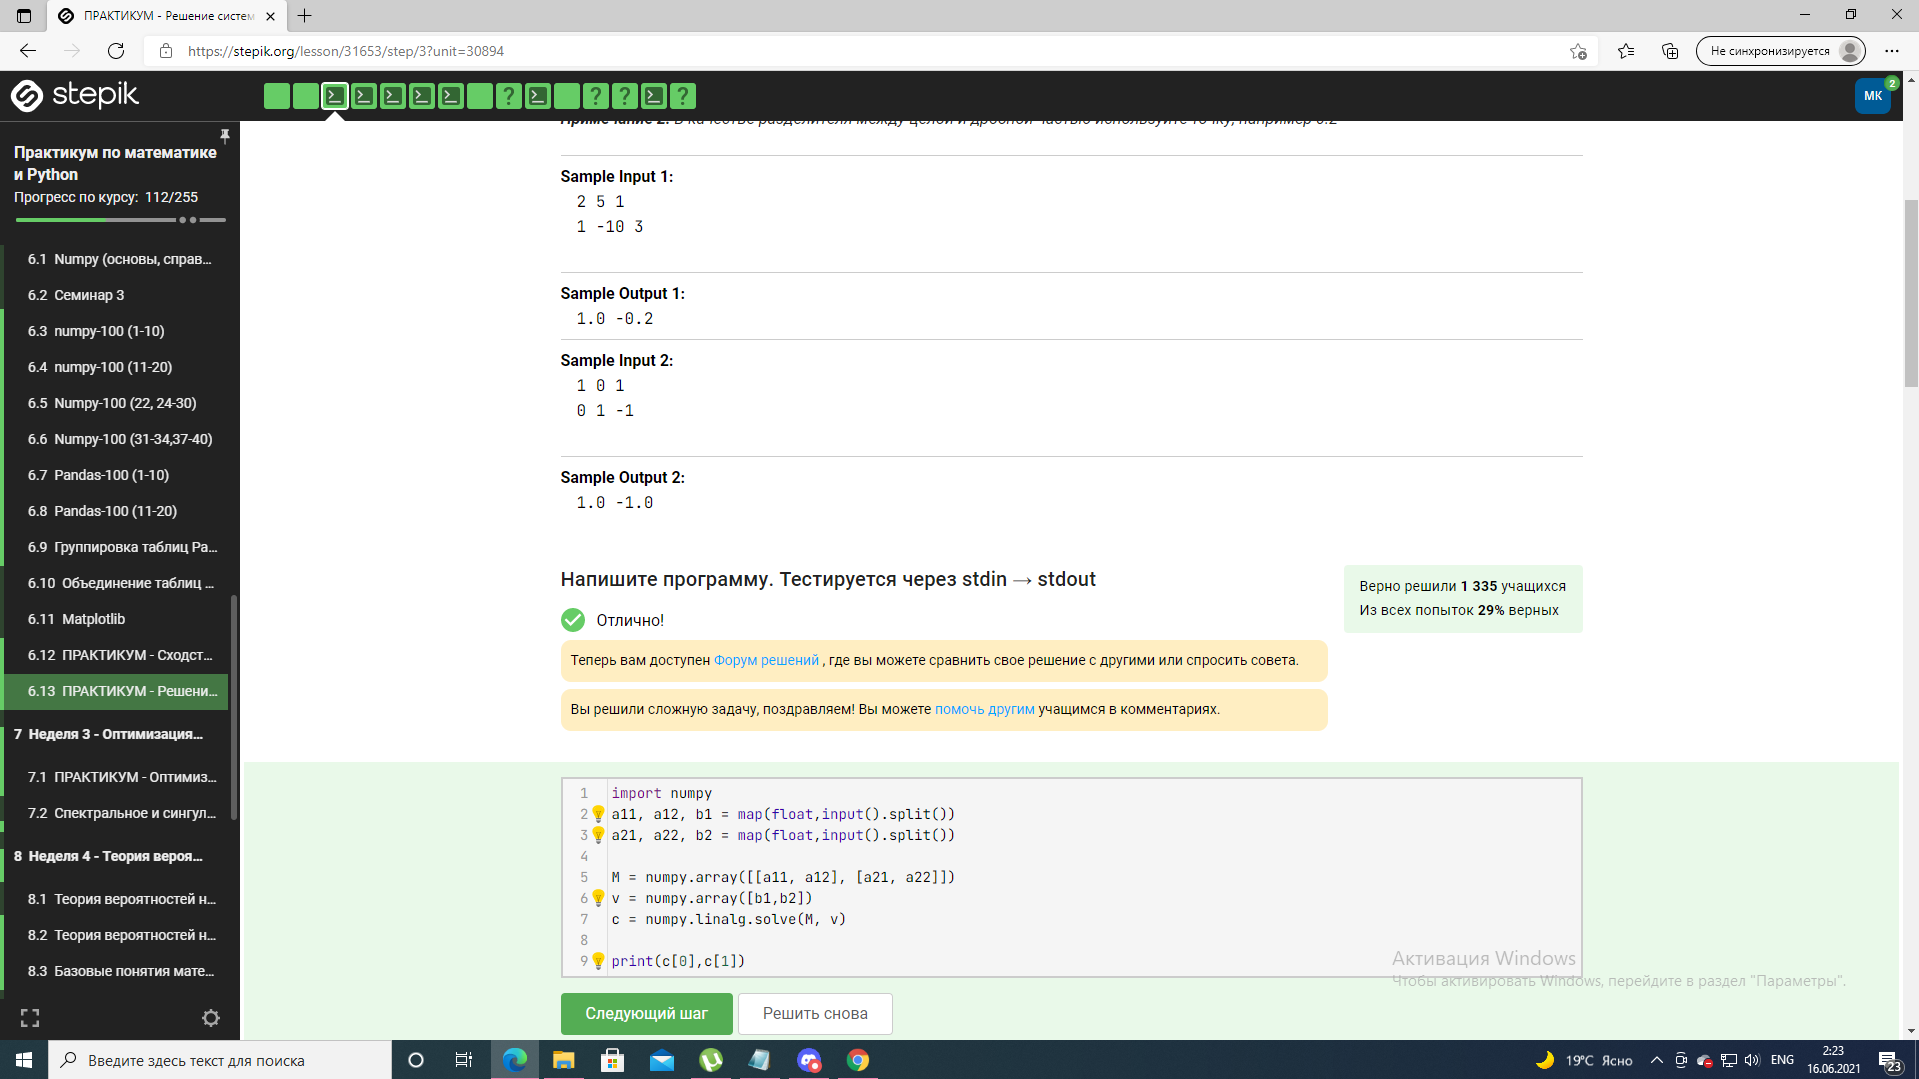 ПРАКТИКУМ - Решение систем
https://stepik.org/lesson/31653/step/3?unit=30894
Не синхронизируется
stepik
? ? ? ?
МК
2
Практикум по математике
и Python
Прогресс по курсу: 112/255
6.1 Numpy (основы, справ...
6.2 Семинар 3
6.3 numpy-100 (1-10)
6.4 numpy-100 (11-20)
6.5 Numpy-100 (22, 24-30)
6.6 Numpy-100 (31-34,37-40)
6.7 Pandas-100 (1-10)
6.8 Pandas-100 (11-20)
6.9 Группировка таблиц Pa...
6.10 Объединение таблиц ...
6.11 Matplotlib
6.12 ПРАКТИКУМ - Сходст...
6.13 ПРАКТИКУМ - Решени...
7 Неделя 3 - Оптимизация...
7.1 ПРАКТИКУМ - Оптимиз...
7.2 Спектральное и сингул...
8 Неделя 4 - Теория вероя...
8.1 Теория вероятностей н...
8.2 Теория вероятностей н...
8.3 Базовые понятия мате...
Примечание 2. В качестве разделителя между целой и дробной частью используйте точку, например 0.2
Sample Input 1:
2 5 1
1 -10 3
Sample Output 1:
1.0 -0.2
Sample Input 2:
1 0 1
0 1 -1
Sample Output 2:
1.0 -1.0
Напишите программу. Тестируется через stdin → stdout
Верно решили 1 335 учащихся
Из всех попыток 29% верных
Отлично!
Теперь вам доступен Форум решений , где вы можете сравнить свое решение с другими или спросить совета.
Вы решили сложную задачу, поздравляем! Вы можете помочь другим учащимся в комментариях.
1 import numpy
2 a11, a12, b1 = map(float,input().split())
3 a21, a22, b2 = map(float,input().split())
4
5 M = numpy.array([[a11, a12], [a21, a22]])
6 v = numpy.array([b1,b2])
7 c = numpy.linalg.solve(M, v)
8
9 print(c[0],c[1])
Активация Windows
Чтобы активировать Windows, перейдите в раздел "Параметры".
Следующий шаг
Решить снова
Введите здесь текст для поиска
19°C Ясно
ENG
2:23
16.06.2021
23